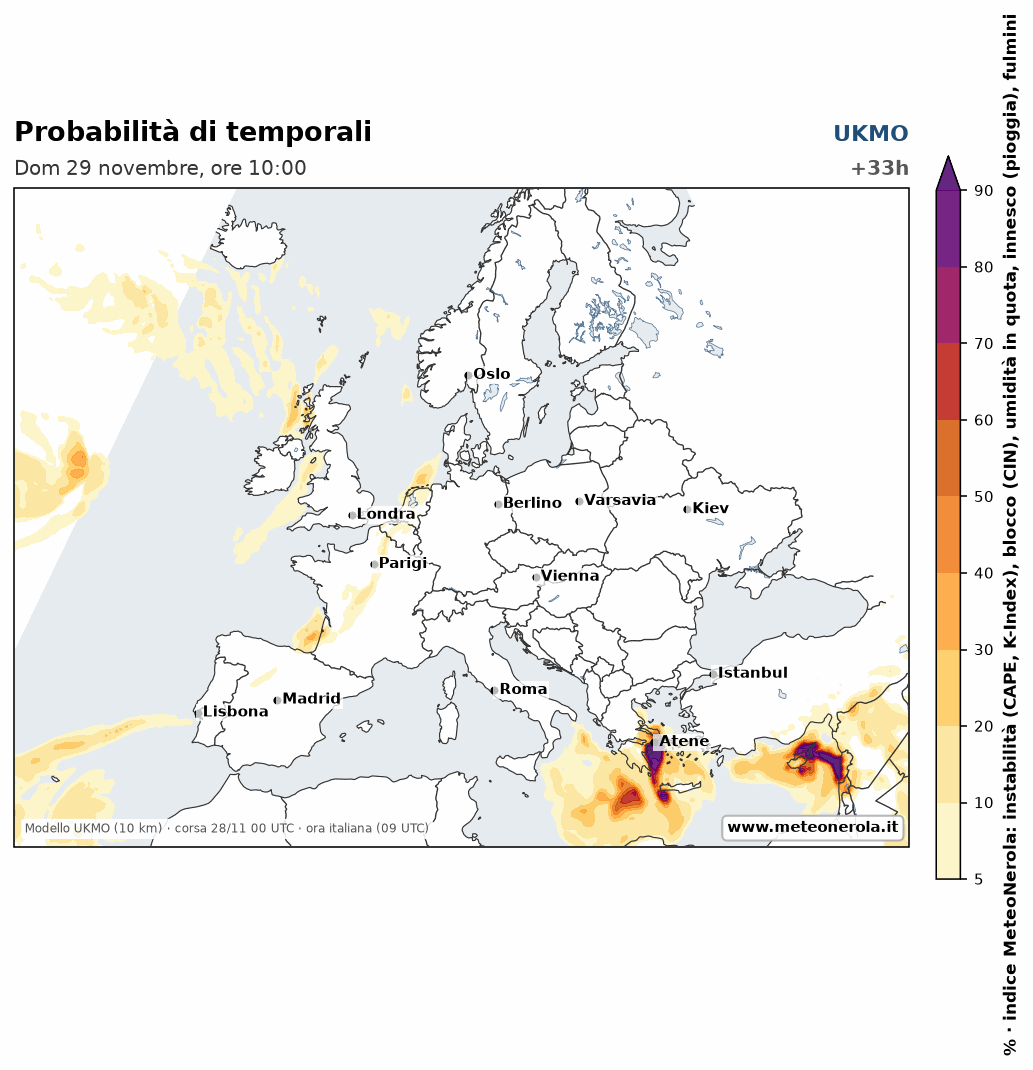 Probabilità di temporali
UKMO
Dom 29 novembre, ore 10:00
+33h
Oslo
Londra
Berlino
Varsavia
Kiev
Parigi
Vienna
Istanbul
Roma
Madrid
Lisbona
Atene
Modello UKMO (10 km) · corsa 28/11 00 UTC · ora italiana (09 UTC)
www.meteonerola.it
90
80
70
60
50
40
30
20
10
5
% · indice MeteoNerola: instabilità (CAPE, K-Index), blocco (CIN), umidità in quota, innesco (pioggia), fulmini